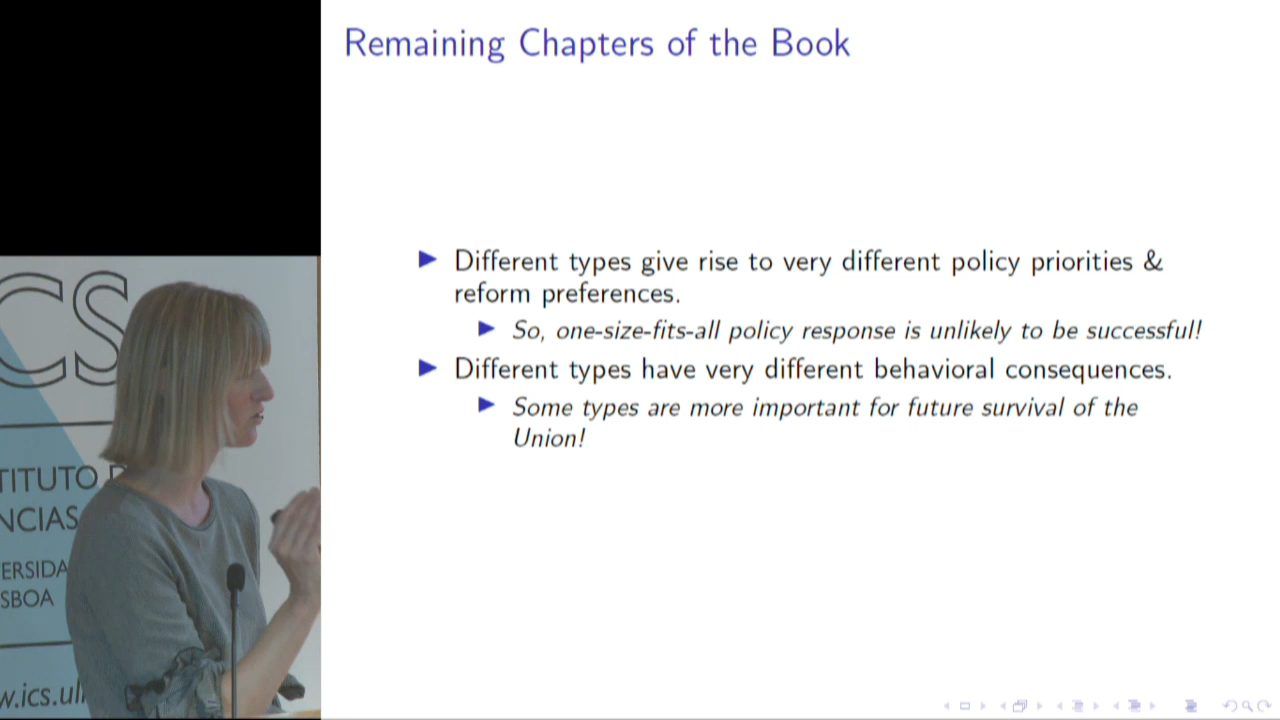 Remaining Chapters of the Book
Different types give rise to very different policy priorities &
reform preferences.
So, one-size-fits-all policy response is unlikely to be successful!
Different types have very different behavioral consequences.
Some types are more important for future survival of the
Union!
CS
TITUTO D
NCIAS
ERSIDA
SBOA
w.ics.ul